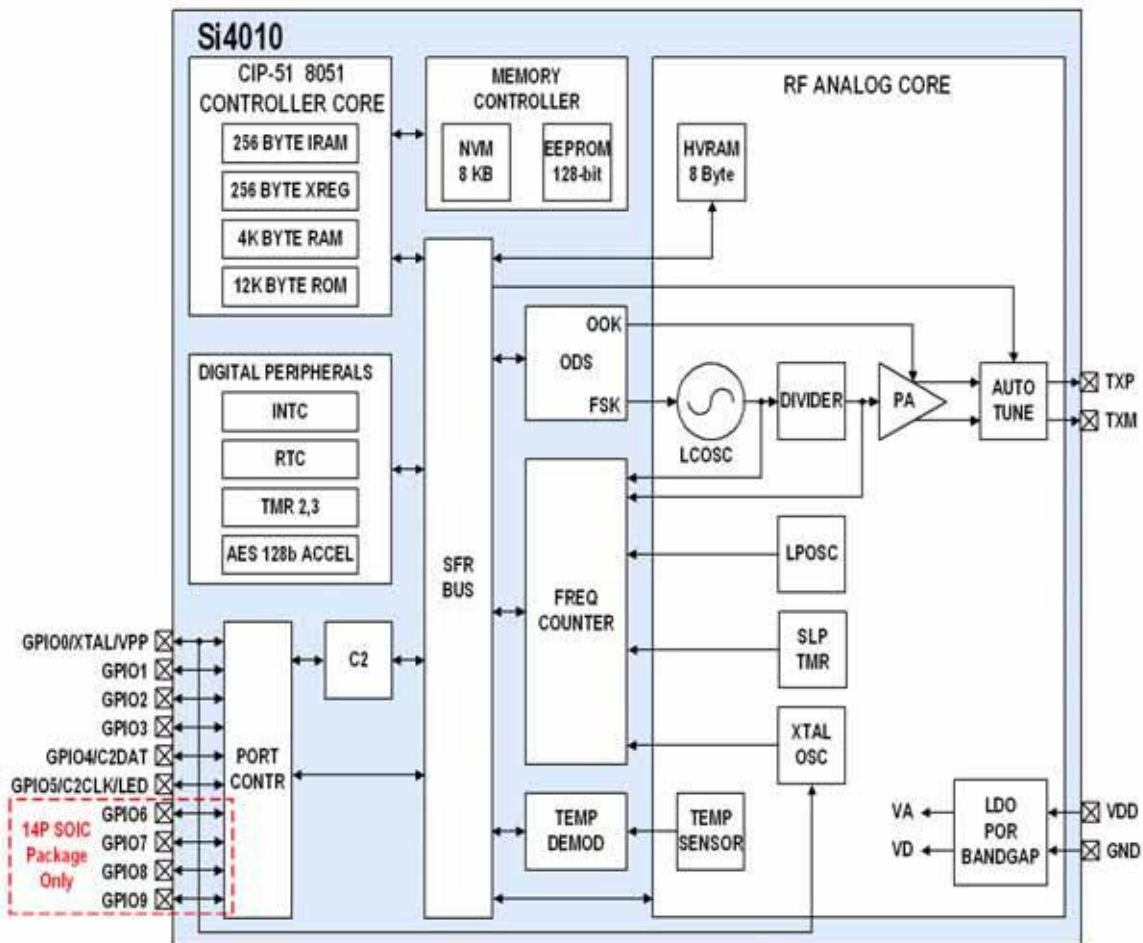 Si4010
CIP-51 8051
CONTROLLER CORE
256 BYTE IRAM
256 BYTE XREG
4K BYTE RAM
12K BYTE ROM
MEMORY
CONTROLLER
NVM
8 KB
EEPROM
128-bit
RF ANALOG CORE
HVRAM
8 Byte
DIGITAL PERIPHERALS
INTC
RTC
TMR 2,3
AES 128b ACCEL
SFR
BUS
OOK
ODS
FSK
LCOSC
DIVIDER
PA
AUTO
TUNE
TXP
TXM
FREQ
COUNTER
LPOSC
SLP
TMR
XTAL
OSC
GPIO0/XTAL/VPP
GPIO1
GPIO2
GPIO3
GPIO4/C2DAT
GPIO5/C2CLK/LED
GPIO6
GPIO7
GPIO8
GPIO9
14P SOIC
Package
Only
PORT
CONTR
C2
TEMP
DEMOD
TEMP
SENSOR
VA
VD
LDO
POR
BANDGAP
VDD
GND